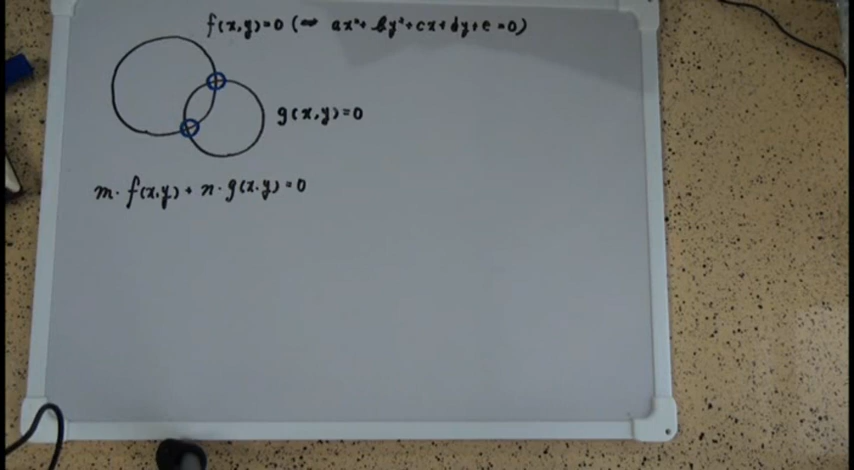 f(x,y)=0 (⇔ ax²+by²+cx+dy+e=0)
g(x,y)=0
m·f(x,y)+n·g(x,y)=0